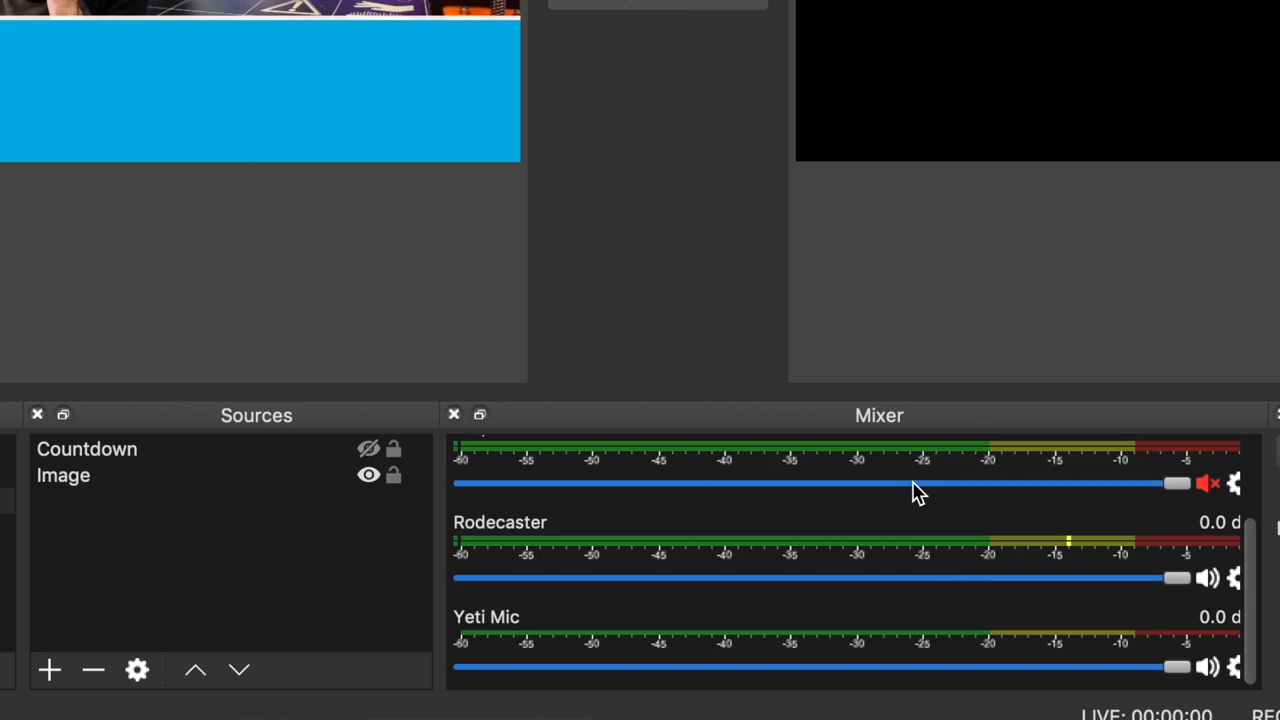 Sources
Mixer
Countdown
Image
-60 -55 -50 -45 -40 -35 -30 -25 -20 -15 -10 -5
Rodecaster 0.0 d
-60 -55 -50 -45 -40 -35 -30 -25 -20 -15 -10 -5
Yeti Mic 0.0 d
-60 -55 -50 -45 -40 -35 -30 -25 -20 -15 -10 -5
LIVE: 00:00:00 REC